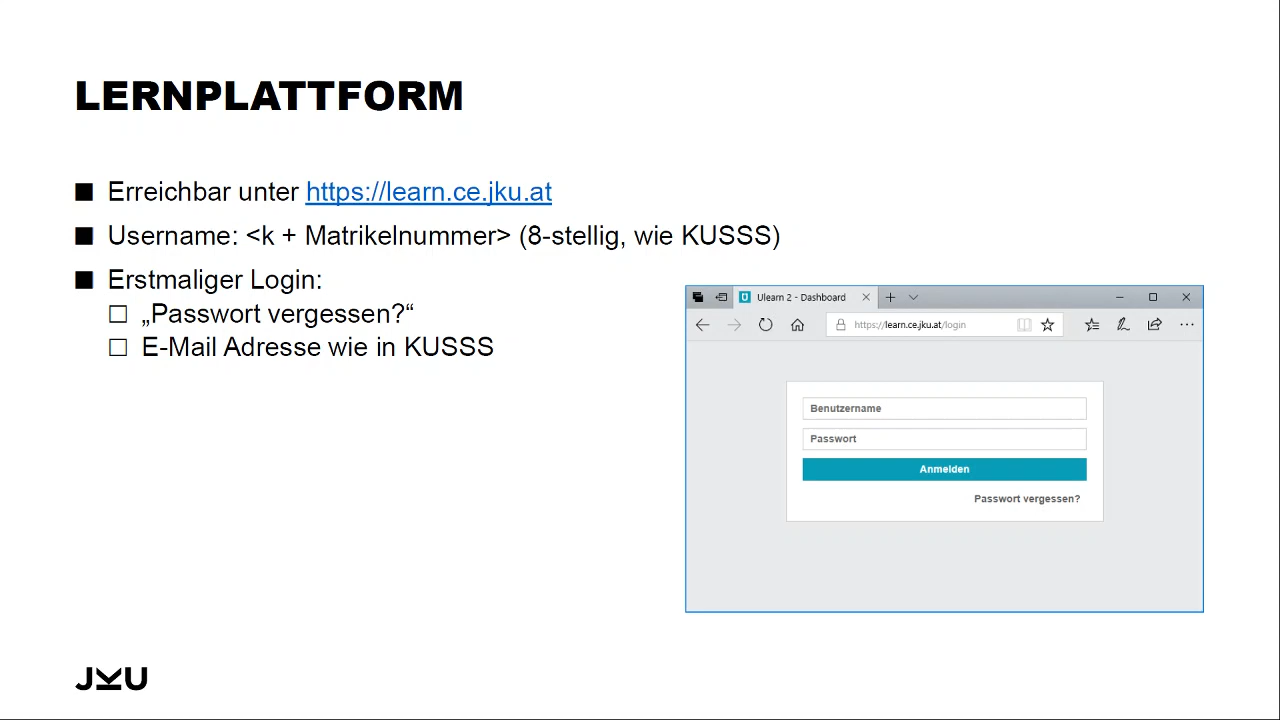 LERNPLATTFORM
Erreichbar unter https://learn.ce.jku.at
Username: <k + Matrikelnummer> (8-stellig, wie KUSSS)
Erstmaliger Login:
„Passwort vergessen?“
E-Mail Adresse wie in KUSSS
Ulearn 2 - Dashboard
https://learn.ce.jku.at/login
Benutzername
Passwort
Anmelden
Passwort vergessen?
JKU